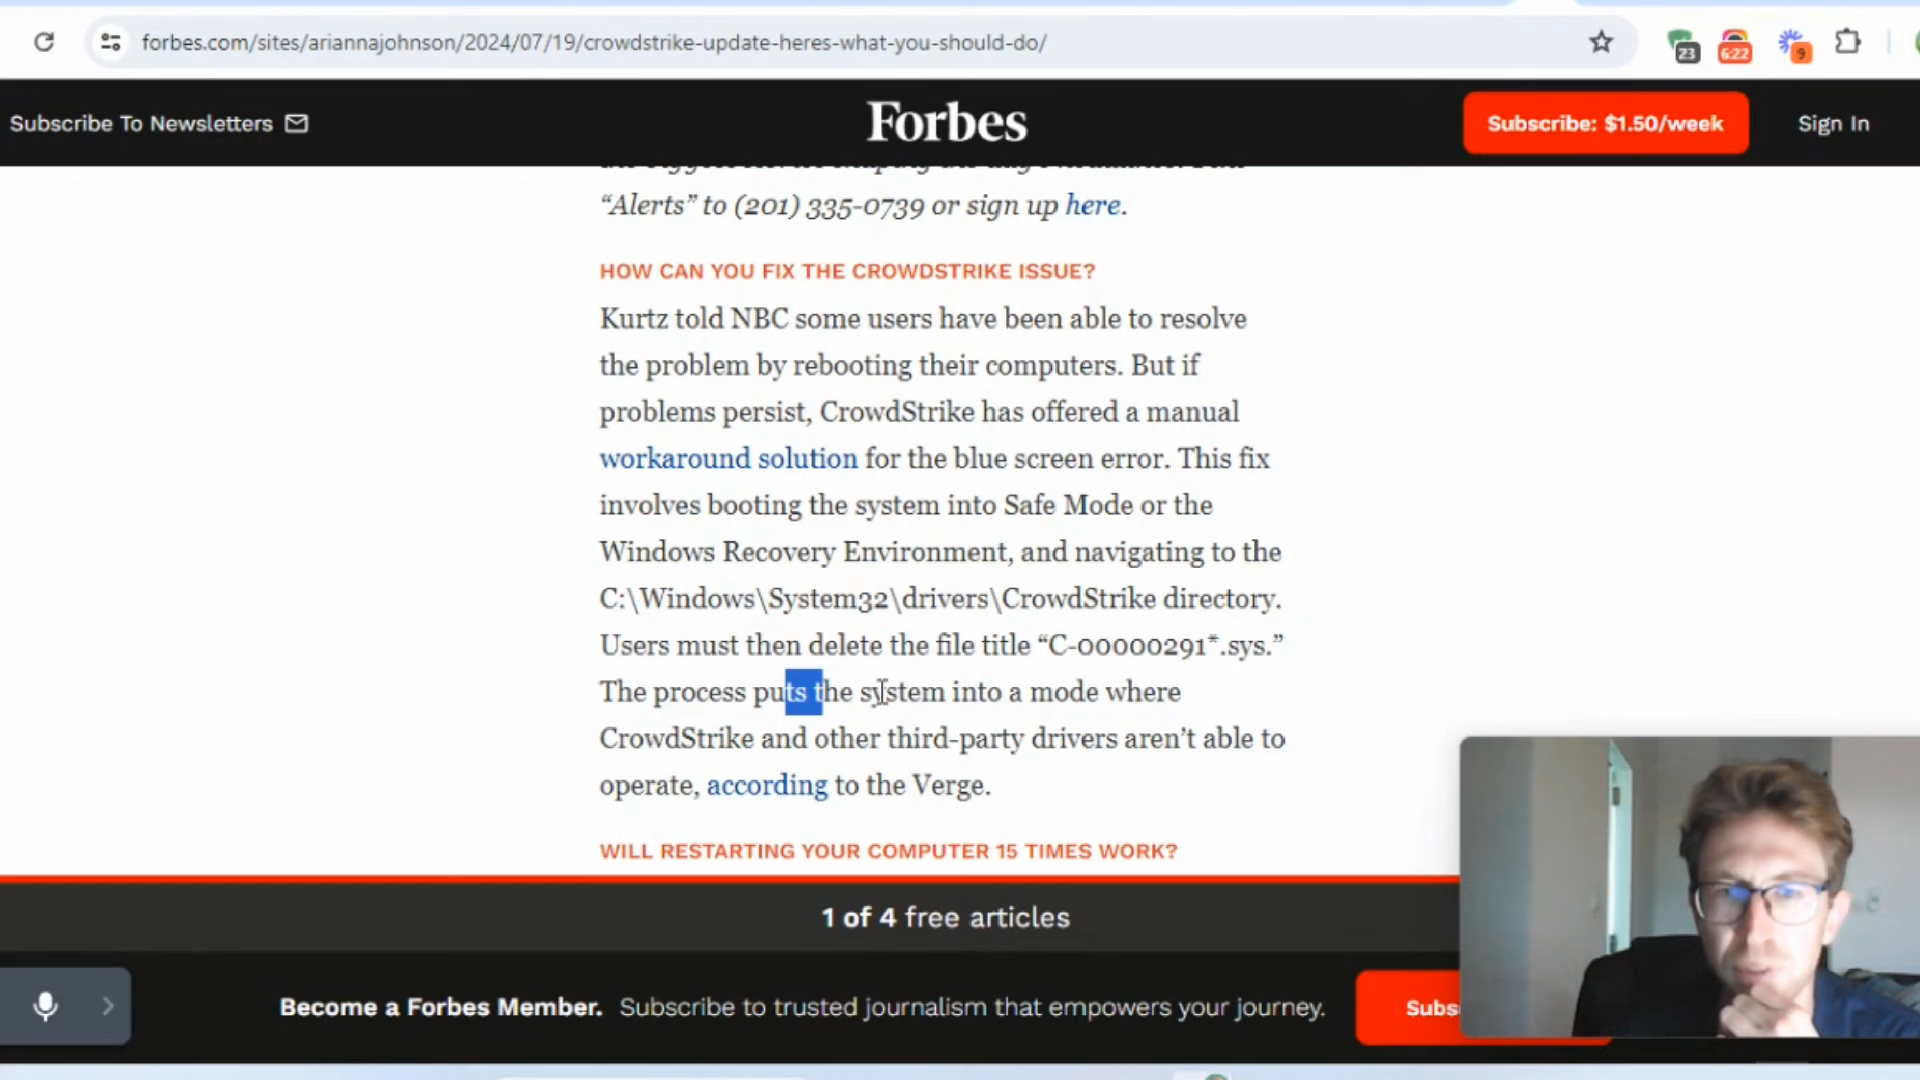 forbes.com/sites/ariannajohnson/2024/07/19/crowdstrike-update-heres-what-you-should-do/
23
6:22
9
Subscribe To Newsletters
Forbes
Subscribe: $1.50/week
Sign In
“Alerts” to (201) 335-0739 or sign up here.
HOW CAN YOU FIX THE CROWDSTRIKE ISSUE?
Kurtz told NBC some users have been able to resolve
the problem by rebooting their computers. But if
problems persist, CrowdStrike has offered a manual
workaround solution for the blue screen error. This fix
involves booting the system into Safe Mode or the
Windows Recovery Environment, and navigating to the
C:\Windows\System32\drivers\CrowdStrike directory.
Users must then delete the file title “C-00000291*.sys.”
The process puts the system into a mode where
CrowdStrike and other third-party drivers aren’t able to
operate, according to the Verge.
WILL RESTARTING YOUR COMPUTER 15 TIMES WORK?
1 of 4 free articles
Become a Forbes Member. Subscribe to trusted journalism that empowers your journey.
Subs